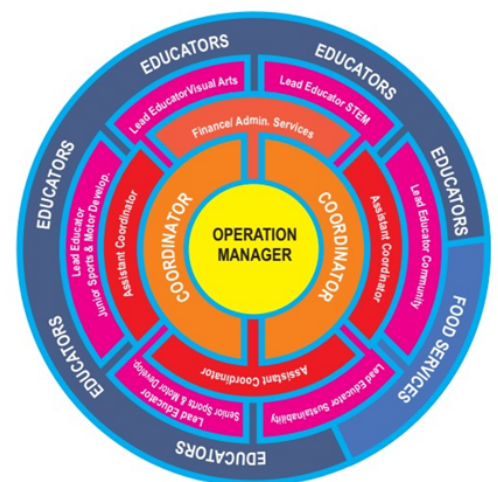 OPERATION
MANAGER
COORDINATOR
COORDINATOR
Finance/ Admin. Services
Assistant Coordinator
Assistant Coordinator
Assistant Coordinator
Lead EducatorVisual Arts
Lead Educator STEM
Lead Educator Community
Lead Educator Sustainability
Lead Educator
Senior Sports & Motor Develop.
Lead Educator
Junior Sports & Motor Develop.
EDUCATORS
EDUCATORS
EDUCATORS
FOOD SERVICES
EDUCATORS
EDUCATORS
EDUCATORS